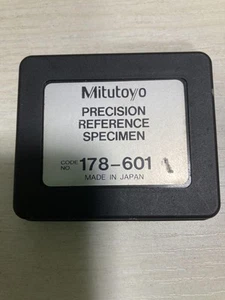 Mitutoyo
PRECISION
REFERENCE
SPECIMEN
CODE NO. 178-601
MADE IN JAPAN